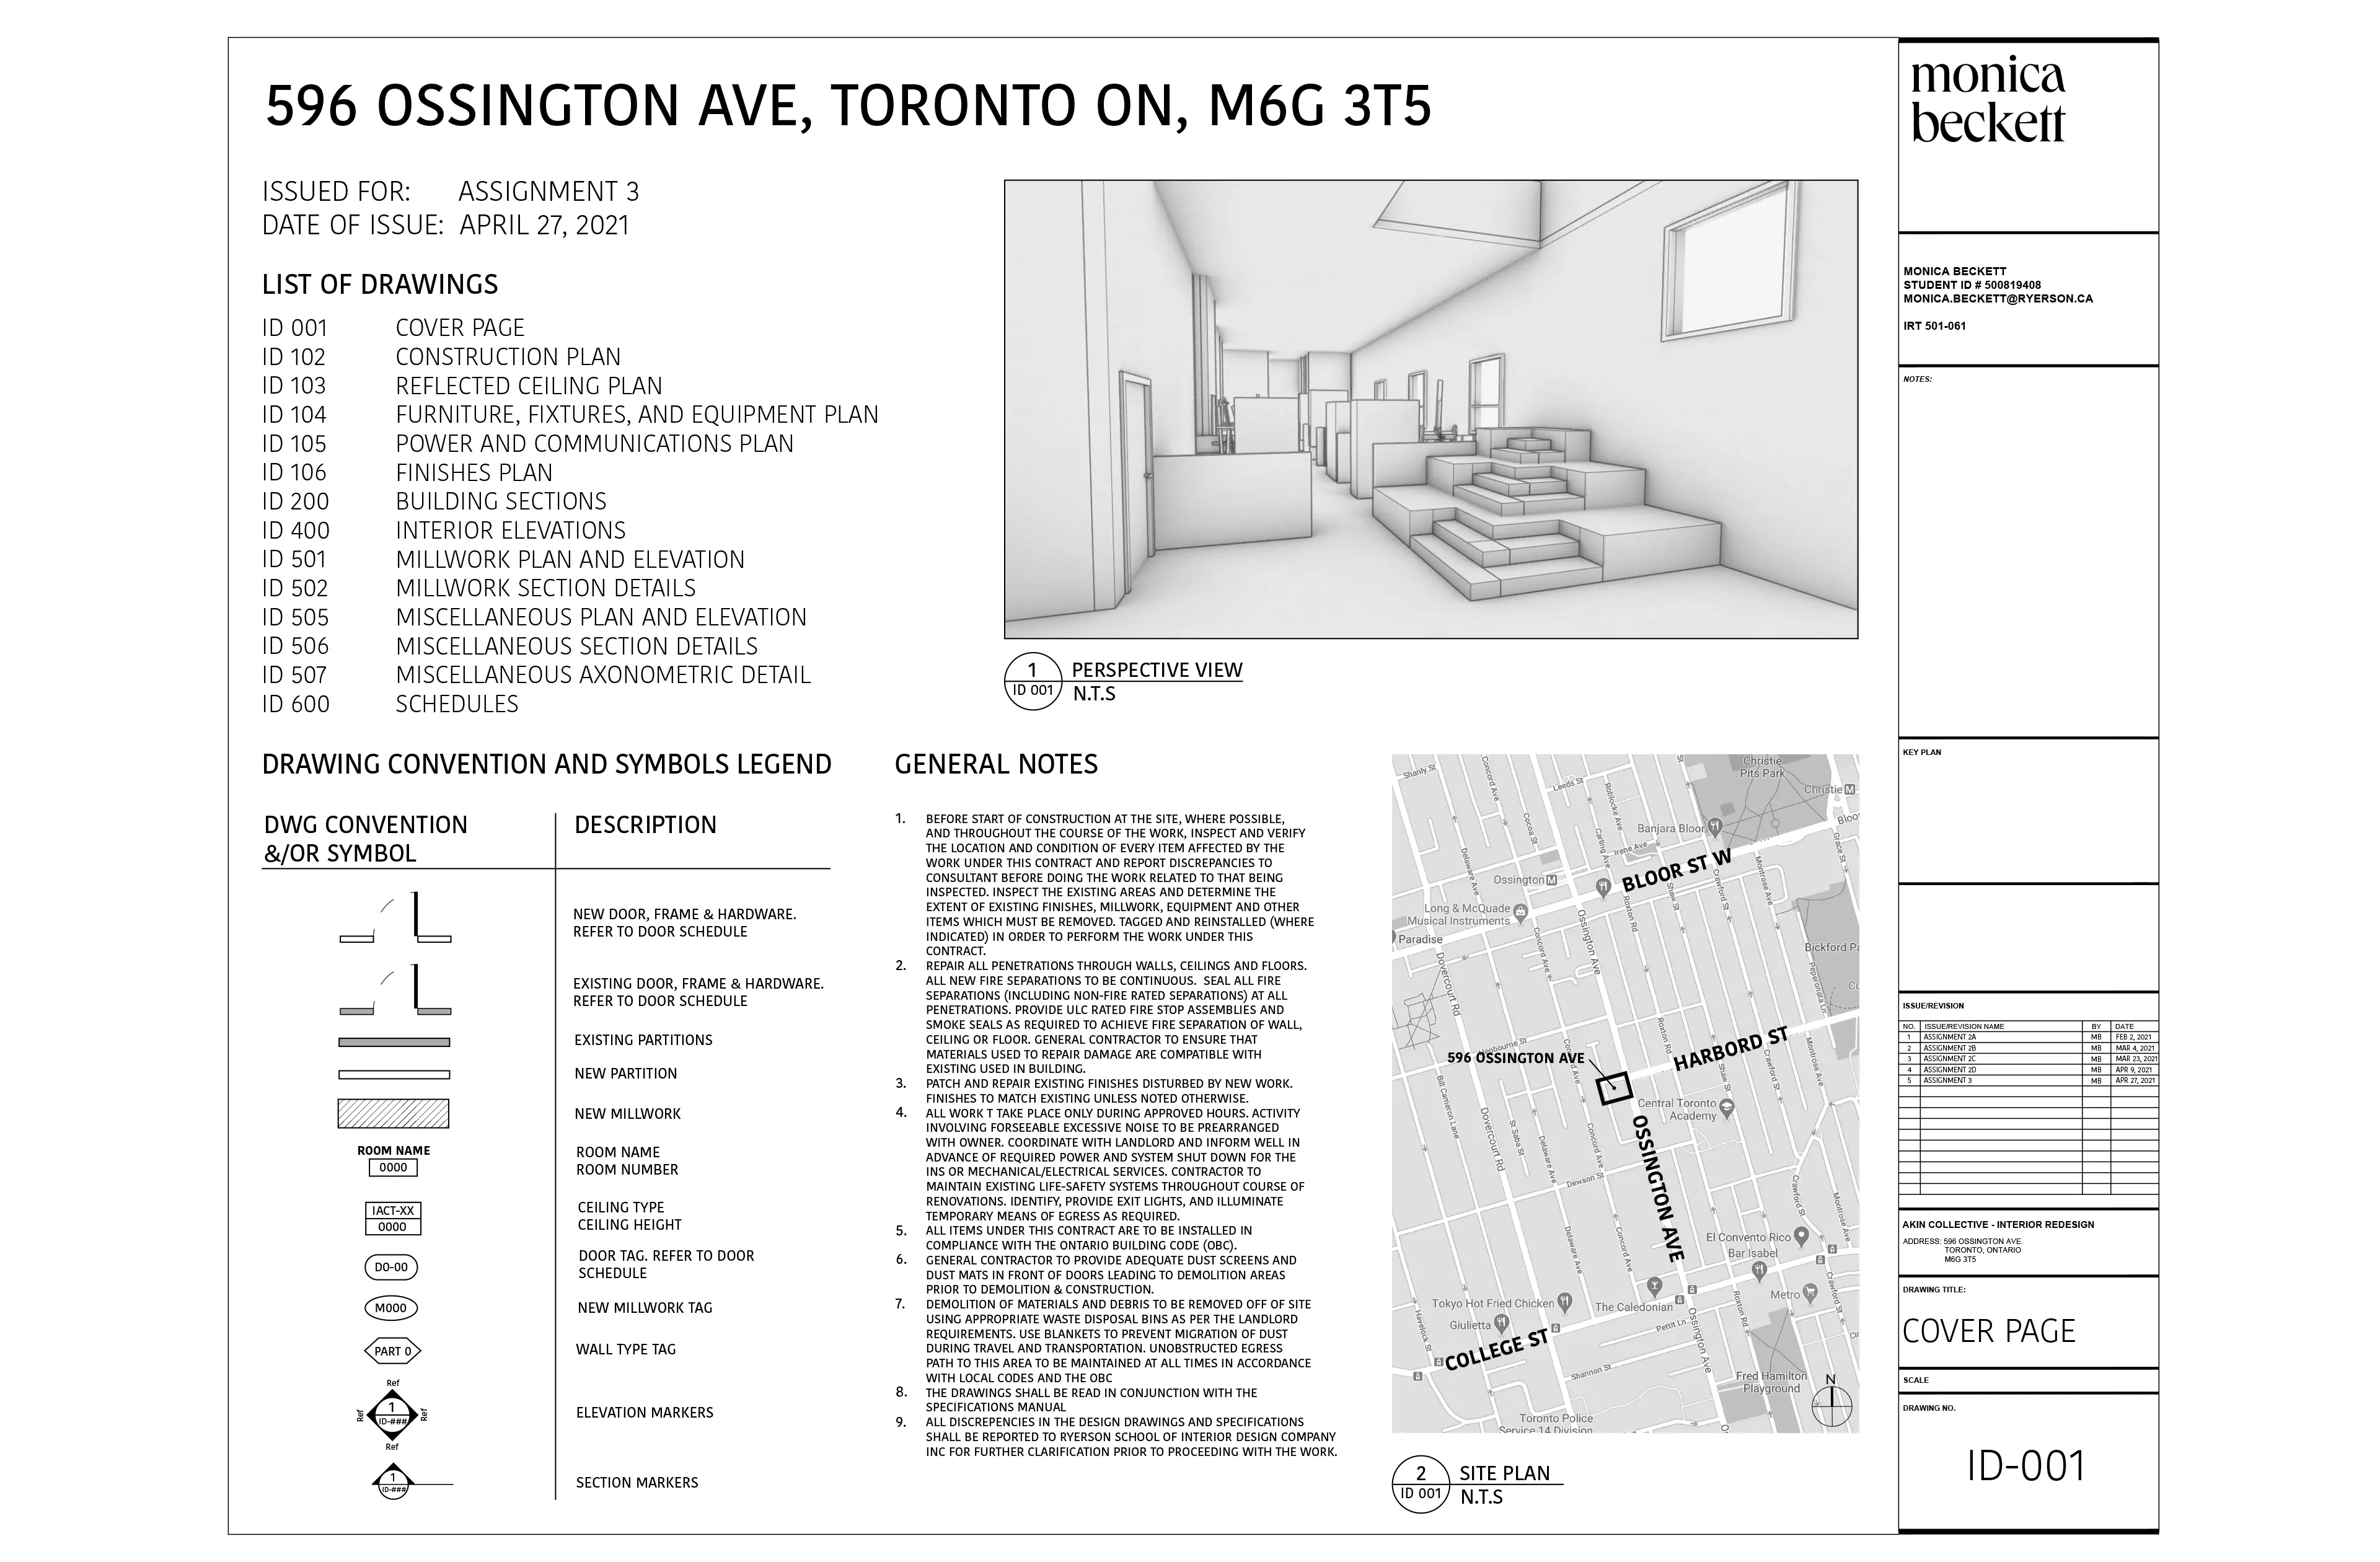 596 OSSINGTON AVE, TORONTO ON, M6G 3T5
ISSUED FOR: ASSIGNMENT 3
DATE OF ISSUE: APRIL 27, 2021
LIST OF DRAWINGS
ID 001 COVER PAGE
ID 102 CONSTRUCTION PLAN
ID 103 REFLECTED CEILING PLAN
ID 104 FURNITURE, FIXTURES, AND EQUIPMENT PLAN
ID 105 POWER AND COMMUNICATIONS PLAN
ID 106 FINISHES PLAN
ID 200 BUILDING SECTIONS
ID 400 INTERIOR ELEVATIONS
ID 501 MILLWORK PLAN AND ELEVATION
ID 502 MILLWORK SECTION DETAILS
ID 505 MISCELLANEOUS PLAN AND ELEVATION
ID 506 MISCELLANEOUS SECTION DETAILS
ID 507 MISCELLANEOUS AXONOMETRIC DETAIL
ID 600 SCHEDULES
1
ID 001
PERSPECTIVE VIEW
N.T.S
DRAWING CONVENTION AND SYMBOLS LEGEND
DWG CONVENTION
&/OR SYMBOL
DESCRIPTION
NEW DOOR, FRAME & HARDWARE.
REFER TO DOOR SCHEDULE
EXISTING DOOR, FRAME & HARDWARE.
REFER TO DOOR SCHEDULE
EXISTING PARTITIONS
NEW PARTITION
NEW MILLWORK
ROOM NAME
0000
ROOM NAME
ROOM NUMBER
IACT-XX
0000
CEILING TYPE
CEILING HEIGHT
D0-00
DOOR TAG. REFER TO DOOR
SCHEDULE
M000
NEW MILLWORK TAG
PART 0
WALL TYPE TAG
Ref
Ref
1
ID-###
Ref
Ref
ELEVATION MARKERS
1
ID-###
SECTION MARKERS
GENERAL NOTES
1. BEFORE START OF CONSTRUCTION AT THE SITE, WHERE POSSIBLE,
AND THROUGHOUT THE COURSE OF THE WORK, INSPECT AND VERIFY
THE LOCATION AND CONDITION OF EVERY ITEM AFFECTED BY THE
WORK UNDER THIS CONTRACT AND REPORT DISCREPANCIES TO
CONSULTANT BEFORE DOING THE WORK RELATED TO THAT BEING
INSPECTED. INSPECT THE EXISTING AREAS AND DETERMINE THE
EXTENT OF EXISTING FINISHES, MILLWORK, EQUIPMENT AND OTHER
ITEMS WHICH MUST BE REMOVED. TAGGED AND REINSTALLED (WHERE
INDICATED) IN ORDER TO PERFORM THE WORK UNDER THIS
CONTRACT.
2. REPAIR ALL PENETRATIONS THROUGH WALLS, CEILINGS AND FLOORS.
ALL NEW FIRE SEPARATIONS TO BE CONTINUOUS. SEAL ALL FIRE
SEPARATIONS (INCLUDING NON-FIRE RATED SEPARATIONS) AT ALL
PENETRATIONS. PROVIDE ULC RATED FIRE STOP ASSEMBLIES AND
SMOKE SEALS AS REQUIRED TO ACHIEVE FIRE SEPARATION OF WALL,
CEILING OR FLOOR. GENERAL CONTRACTOR TO ENSURE THAT
MATERIALS USED TO REPAIR DAMAGE ARE COMPATIBLE WITH
EXISTING USED IN BUILDING.
3. PATCH AND REPAIR EXISTING FINISHES DISTURBED BY NEW WORK.
FINISHES TO MATCH EXISTING UNLESS NOTED OTHERWISE.
4. ALL WORK T TAKE PLACE ONLY DURING APPROVED HOURS. ACTIVITY
INVOLVING FORSEEABLE EXCESSIVE NOISE TO BE PREARRANGED
WITH OWNER. COORDINATE WITH LANDLORD AND INFORM WELL IN
ADVANCE OF REQUIRED POWER AND SYSTEM SHUT DOWN FOR THE
INS OR MECHANICAL/ELECTRICAL SERVICES. CONTRACTOR TO
MAINTAIN EXISTING LIFE-SAFETY SYSTEMS THROUGHOUT COURSE OF
RENOVATIONS. IDENTIFY, PROVIDE EXIT LIGHTS, AND ILLUMINATE
TEMPORARY MEANS OF EGRESS AS REQUIRED.
5. ALL ITEMS UNDER THIS CONTRACT ARE TO BE INSTALLED IN
COMPLIANCE WITH THE ONTARIO BUILDING CODE (OBC).
6. GENERAL CONTRACTOR TO PROVIDE ADEQUATE DUST SCREENS AND
DUST MATS IN FRONT OF DOORS LEADING TO DEMOLITION AREAS
PRIOR TO DEMOLITION & CONSTRUCTION.
7. DEMOLITION OF MATERIALS AND DEBRIS TO BE REMOVED OFF OF SITE
USING APPROPRIATE WASTE DISPOSAL BINS AS PER THE LANDLORD
REQUIREMENTS. USE BLANKETS TO PREVENT MIGRATION OF DUST
DURING TRAVEL AND TRANSPORTATION. UNOBSTRUCTED EGRESS
PATH TO THIS AREA TO BE MAINTAINED AT ALL TIMES IN ACCORDANCE
WITH LOCAL CODES AND THE OBC
8. THE DRAWINGS SHALL BE READ IN CONJUNCTION WITH THE
SPECIFICATIONS MANUAL
9. ALL DISCREPENCIES IN THE DESIGN DRAWINGS AND SPECIFICATIONS
SHALL BE REPORTED TO RYERSON SCHOOL OF INTERIOR DESIGN COMPANY
INC FOR FURTHER CLARIFICATION PRIOR TO PROCEEDING WITH THE WORK.
Christie
Pits Park
Christie M
Shanly St
Concord Ave
Leeds St
Roblocke Ave
Cocoa St
Carling Ave
Irene Ave
Banjara Bloor
Grace St
Delaware Ave
Ossington M
BLOOR ST W
Montrose Ave
Crawford St
Shaw St
Roxton Rd
Long & McQuade
Musical Instruments
Ossington Ave
Concord Ave
Paradise
Dovercourt Rd
Peperonata Ln
596 OSSINGTON AVE
HARBORD ST
Roxton Rd
Shaw St
Crawford St
Montrose Ave
Bill Cameron Lane
Dovercourt Rd
St Saba St
Delaware Ave
Concord Ave
Central Toronto
Academy
OSSINGTON AVE
Dewson St
Crawford St
Montrose Ave
Delaware Ave
Concord Ave
El Convento Rico
Bar Isabel
Metro
Tokyo Hot Fried Chicken
The Caledonian
Giulietta
Havelock St
COLLEGE ST
Pettit Ln
Ossington Ave
Roxton Rd
Crawford St
Shannon St
Fred Hamilton
Playground
N
Toronto Police
Service 14 Division
2
ID 001
SITE PLAN
N.T.S
monica
beckett
MONICA BECKETT
STUDENT ID # 500819408
MONICA.BECKETT@RYERSON.CA
IRT 501-061
NOTES:
KEY PLAN
ISSUE/REVISION
NO. ISSUE/REVISION NAME BY DATE
1 ASSIGNMENT 2A MB FEB 2, 2021
2 ASSIGNMENT 2B MB MAR 4, 2021
3 ASSIGNMENT 2C MB MAR 23, 2021
4 ASSIGNMENT 2D MB APR 9, 2021
5 ASSIGNMENT 3 MB APR 27, 2021
AKIN COLLECTIVE - INTERIOR REDESIGN
ADDRESS: 596 OSSINGTON AVE.
TORONTO, ONTARIO
M6G 3T5
DRAWING TITLE:
COVER PAGE
SCALE
DRAWING NO.
ID-001